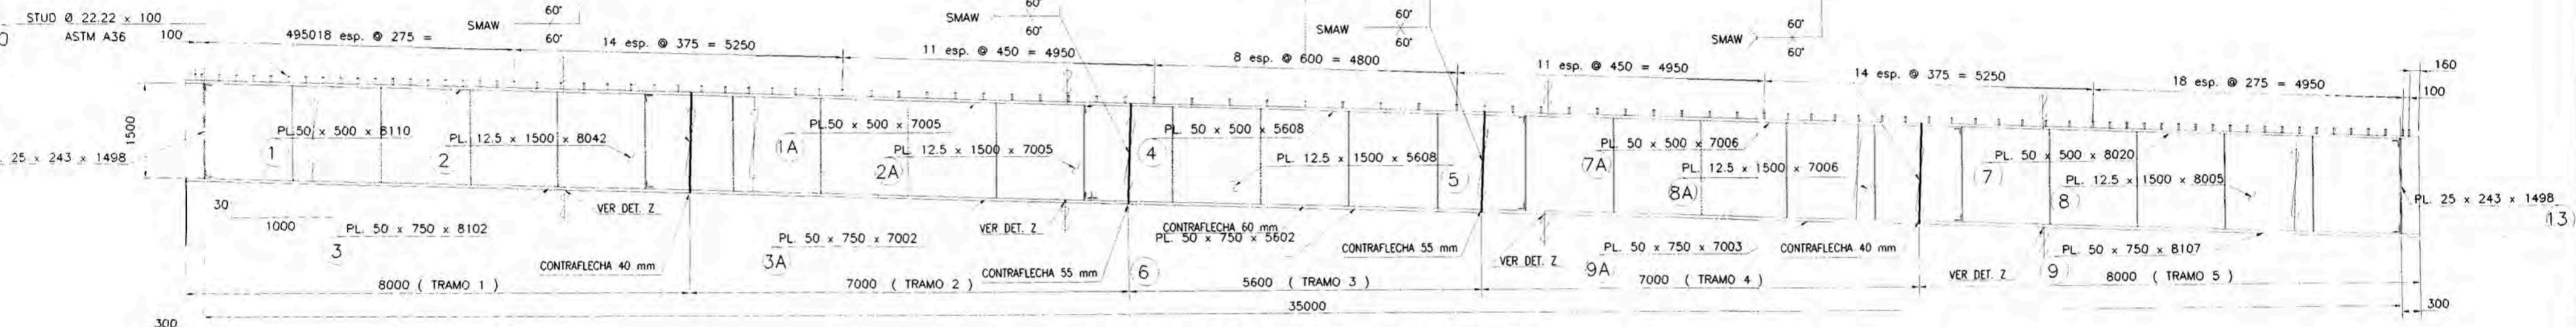 STUD Ø 22.22 x 100
ASTM A36
100
495018 esp. @ 275 =
SMAW
60°
60°
14 esp. @ 375 = 5250
SMAW
60°
60°
11 esp. @ 450 = 4950
8 esp. @ 600 = 4800
SMAW
60°
60°
11 esp. @ 450 = 4950
SMAW
60°
60°
14 esp. @ 375 = 5250
18 esp. @ 275 = 4950
160
100
1500
PL. 50 x 500 x 8110
1
PL. 12.5 x 1500 x 8042
2
25 x 243 x 1498
PL. 50 x 500 x 7005
1A
PL. 12.5 x 1500 x 7005
2A
PL. 50 x 500 x 5608
4
PL. 12.5 x 1500 x 5608
5
PL. 50 x 500 x 7006
7A
PL. 12.5 x 1500 x 7006
8A
PL. 50 x 500 x 8020
7
PL. 12.5 x 1500 x 8005
8
PL. 25 x 243 x 1498
13
30
1000
PL. 50 x 750 x 8102
3
VER DET. Z
CONTRAFLECHA 40 mm
PL. 50 x 750 x 7002
3A
VER DET. Z
CONTRAFLECHA 55 mm
CONTRAFLECHA 60 mm
PL. 50 x 750 x 5602
6
CONTRAFLECHA 55 mm
VER DET. Z
PL. 50 x 750 x 7003
9A
CONTRAFLECHA 40 mm
VER DET. Z
PL. 50 x 750 x 8107
9
8000 ( TRAMO 1 )
7000 ( TRAMO 2 )
5600 ( TRAMO 3 )
7000 ( TRAMO 4 )
8000 ( TRAMO 5 )
300
35000
300